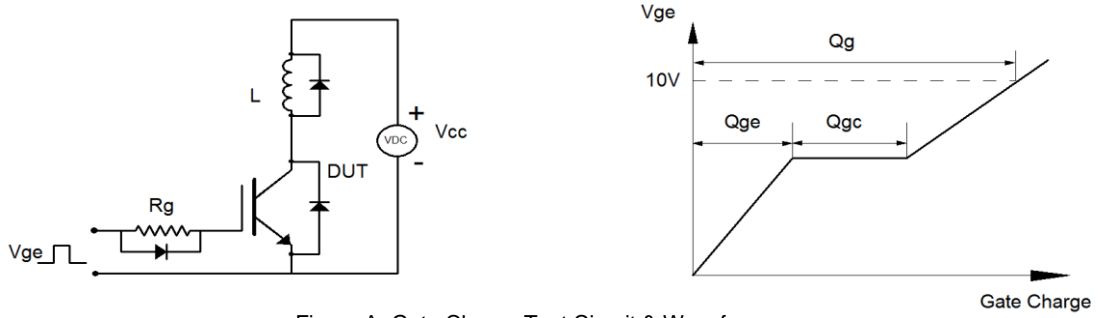 L
VDC
+
-
Vcc
DUT
Rg
Vge
Vge
10V
Qg
Qge
Qgc
Gate Charge